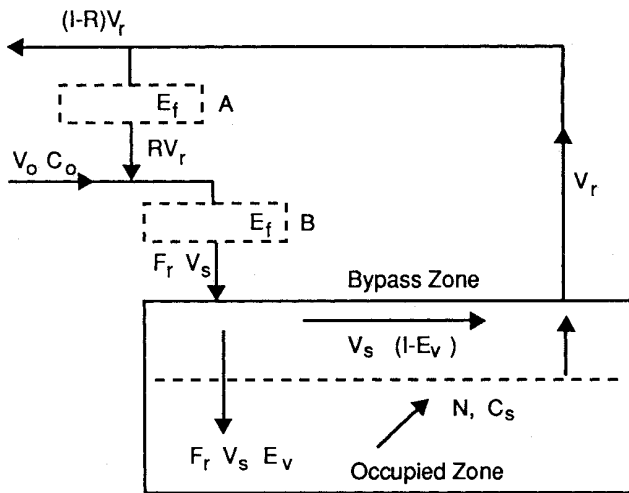 (I-R)Vr
Ef A
RVr
Vo Co
Vr
Ef B
Fr Vs
Bypass Zone
Vs (I-Ev)
N, Cs
Fr Vs Ev
Occupied Zone